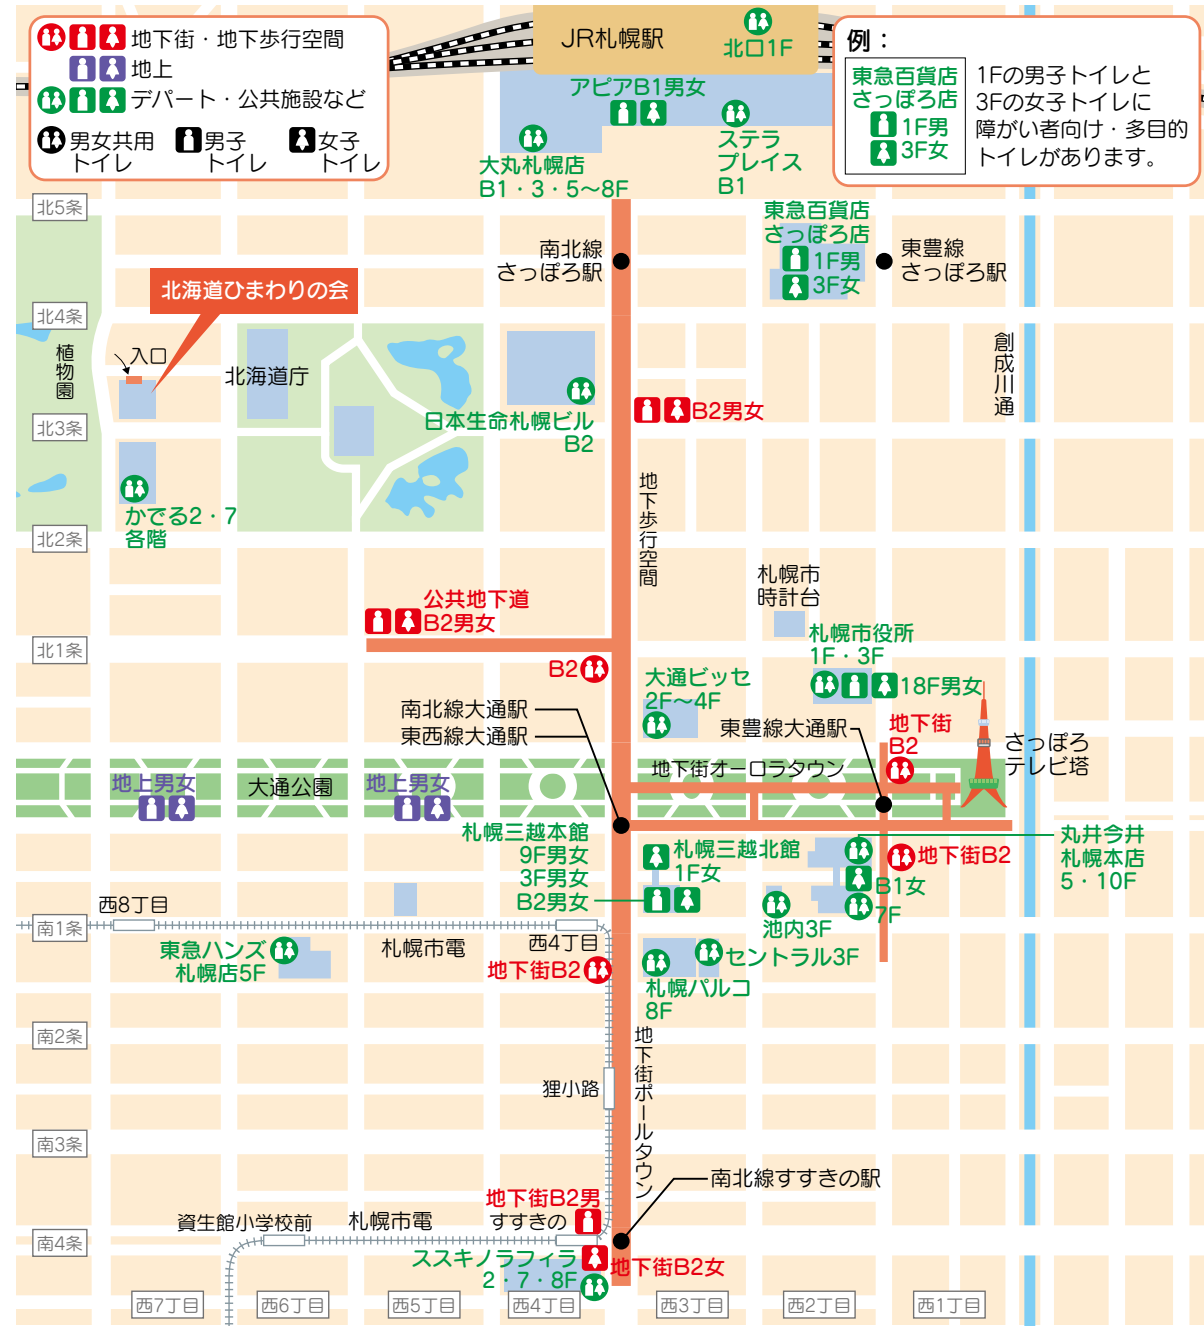 地下街・地下歩行空間
地上
デパート・公共施設など
男女共用
トイレ
男子
トイレ
女子
トイレ
JR札幌駅
北口1F
例：
東急百貨店
さっぽろ店
1F男
3F女
1Fの男子トイレと
3Fの女子トイレに
障がい者向け・多目的
トイレがあります。
アピアB1男女
大丸札幌店
B1・3・5〜8F
ステラ
プレイス
B1
北5条
南北線
さっぽろ駅
東急百貨店
さっぽろ店
1F男
3F女
東豊線
さっぽろ駅
北海道ひまわりの会
北4条
植物園
入口
北海道庁
創成川通
日本生命札幌ビル
B2
B2男女
北3条
地下歩行空間
かでる2・7
各階
北2条
札幌市
時計台
公共地下道
B2男女
札幌市役所
1F・3F
18F男女
北1条
B2
大通ビッセ
2F〜4F
南北線大通駅
東西線大通駅
東豊線大通駅
地下街
B2
さっぽろ
テレビ塔
地下街オーロラタウン
地上男女
大通公園
地上男女
札幌三越本館
9F男女
3F男女
B2男女
札幌三越北館
1F女
地下街B2
丸井今井
札幌本店
5・10F
B1女
7F
池内3F
西8丁目
南1条
札幌市電
西4丁目
東急ハンズ
札幌店5F
地下街B2
セントラル3F
札幌パルコ
8F
南2条
地下街ポールタウン
狸小路
南3条
南北線すすきの駅
地下街B2男
すすきの
資生館小学校前
札幌市電
南4条
ススキノラフィラ
2・7・8F
地下街B2女
西7丁目
西6丁目
西5丁目
西4丁目
西3丁目
西2丁目
西1丁目